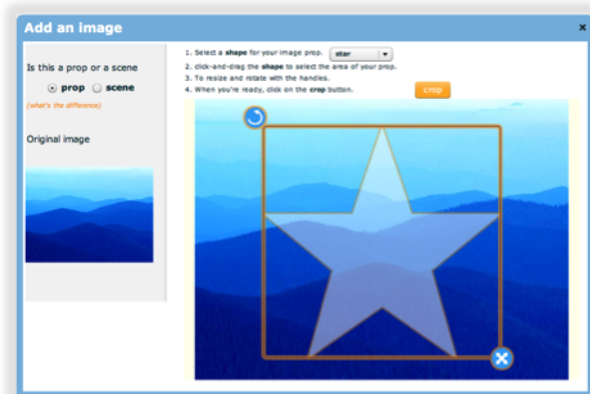 Add an image
Is this a prop or a scene
prop scene
(what's the difference)
Original image
1. Select a shape for your image prop. star
2. click-and-drag the shape to select the area of your prop.
3. To resize and rotate with the handles.
4. When you're ready, click on the crop button.
crop